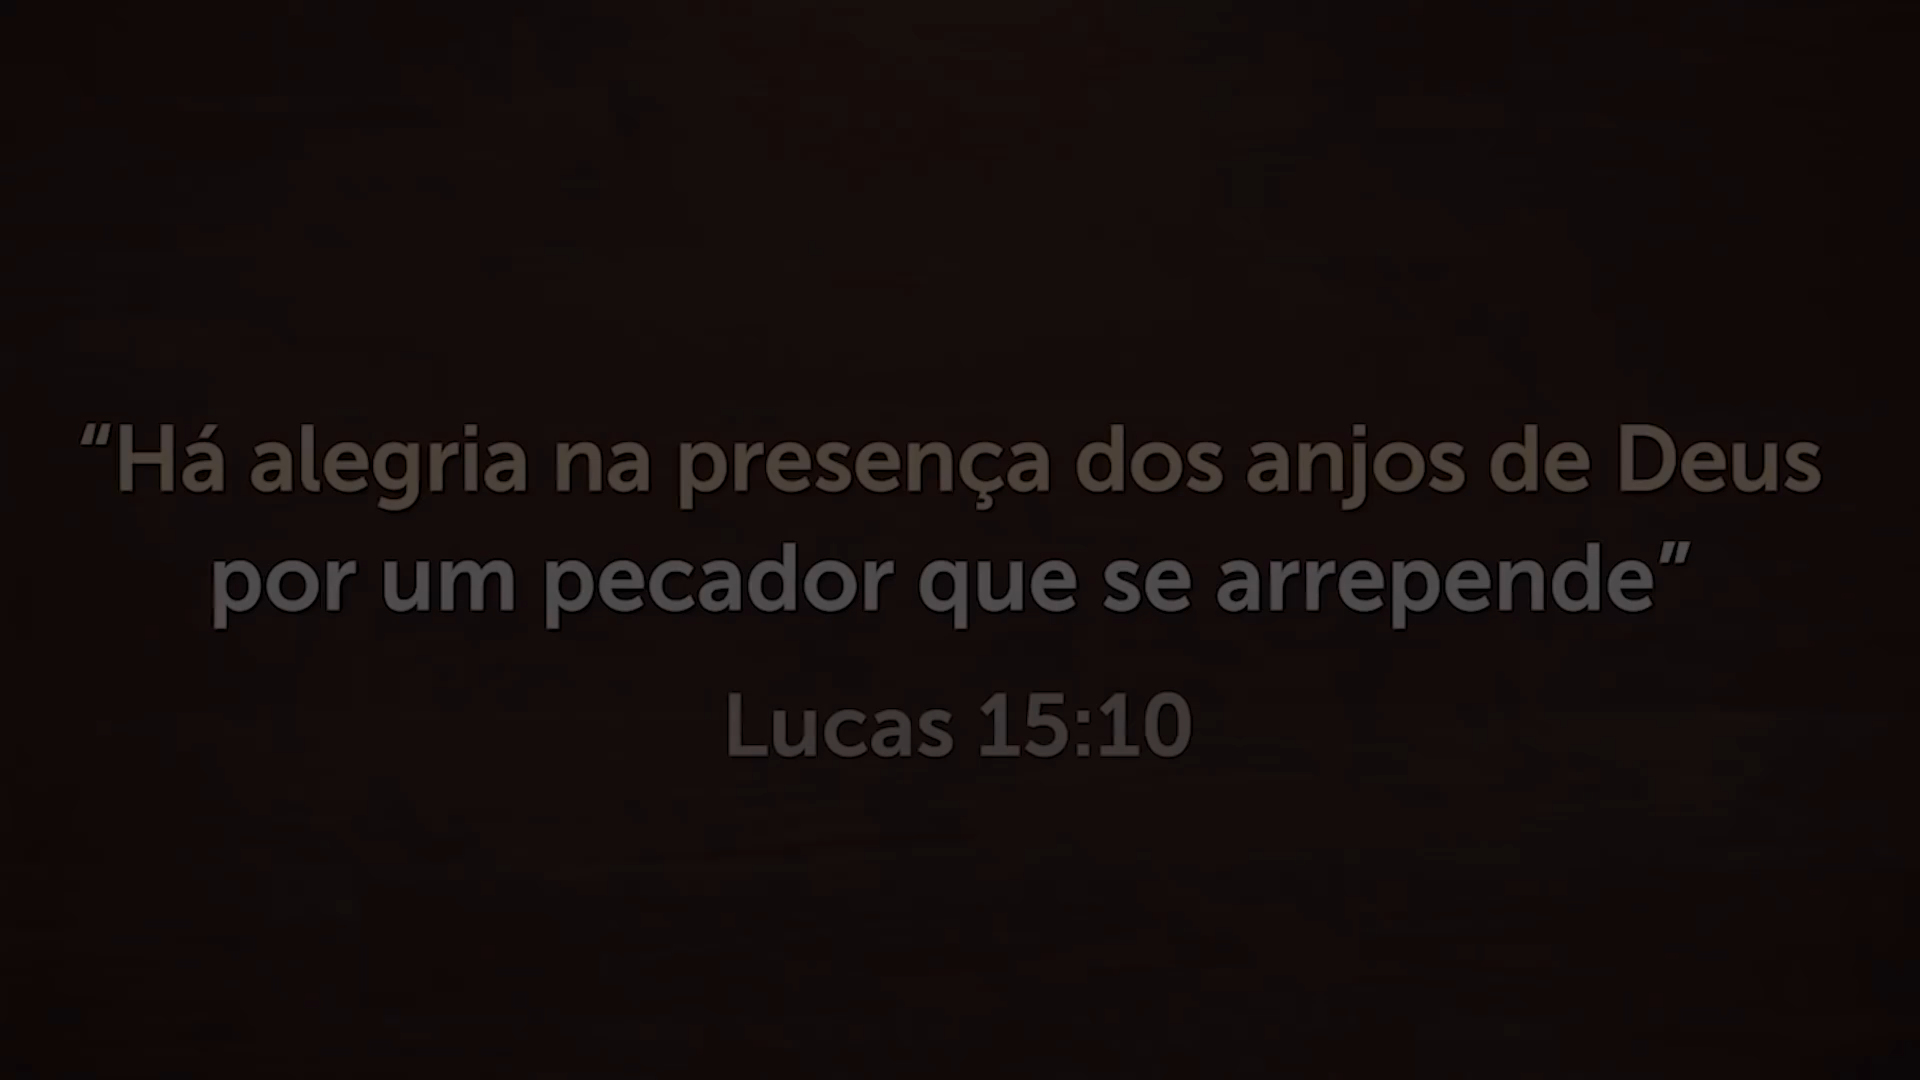 “Há alegria na presença dos anjos de Deus
por um pecador que se arrepende”
Lucas 15:10